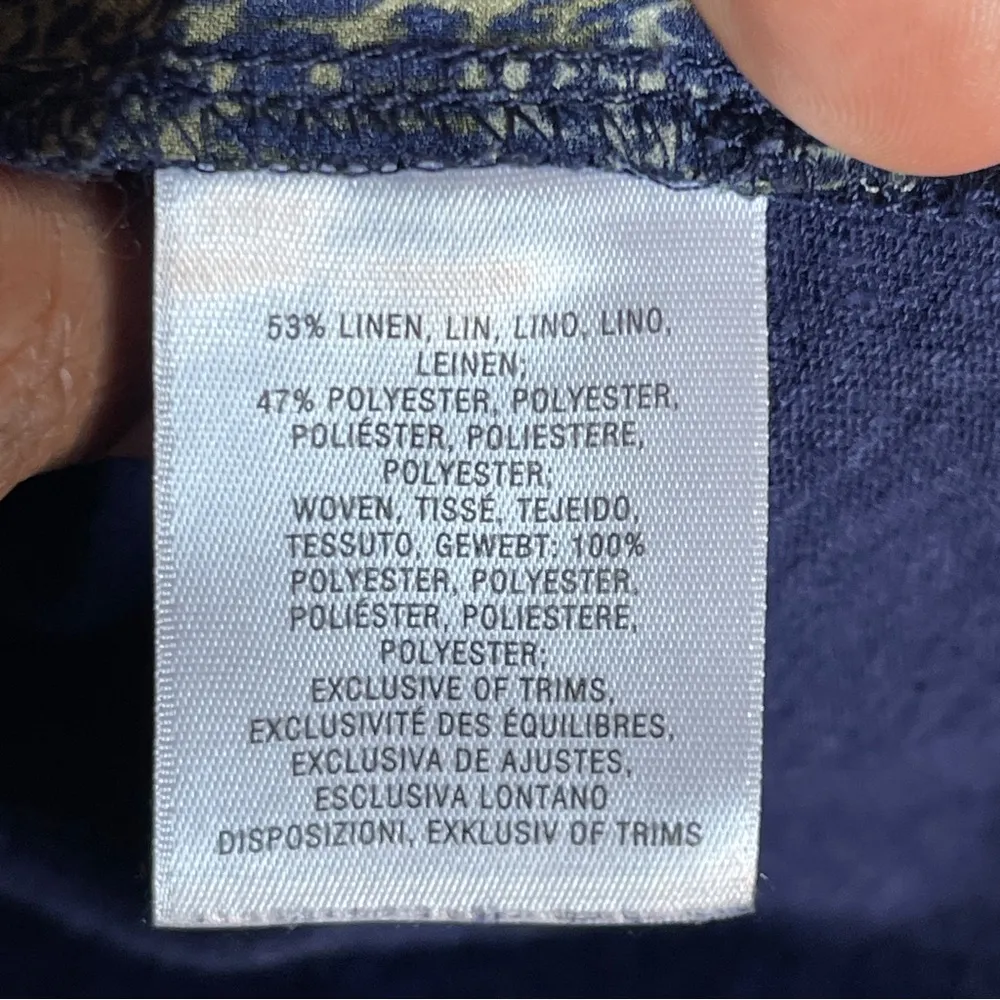 53% LINEN, LIN, LINO, LINO,
LEINEN;
47% POLYESTER, POLYESTER,
POLIÉSTER, POLIESTERE,
POLYESTER;
WOVEN, TISSÉ, TEJEIDO,
TESSUTO, GEWEBT: 100%
POLYESTER, POLYESTER,
POLIÉSTER, POLIESTERE,
POLYESTER;
EXCLUSIVE OF TRIMS,
EXCLUSIVITÉ DES ÉQUILIBRES,
EXCLUSIVA DE AJUSTES,
ESCLUSIVA LONTANO
DISPOSIZIONI, EXKLUSIV OF TRIMS